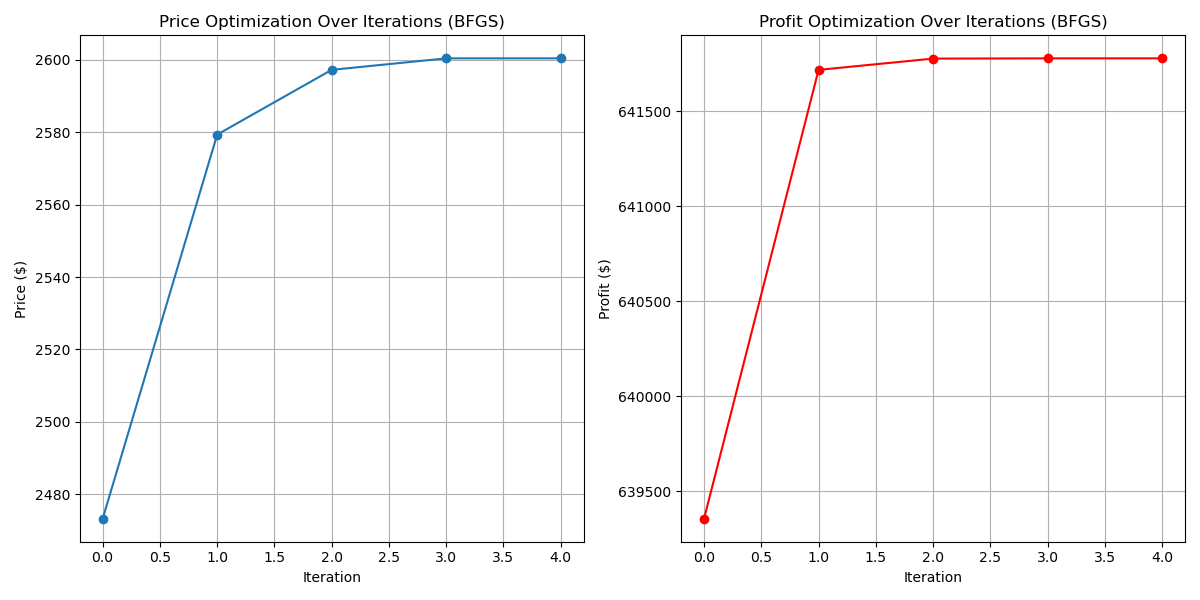 Price Optimization Over Iterations (BFGS)
2600
2580
2560
2540
2520
2500
2480
Price ($)
0.0 0.5 1.0 1.5 2.0 2.5 3.0 3.5 4.0
Iteration
Profit Optimization Over Iterations (BFGS)
641500
641000
640500
640000
639500
Profit ($)
0.0 0.5 1.0 1.5 2.0 2.5 3.0 3.5 4.0
Iteration